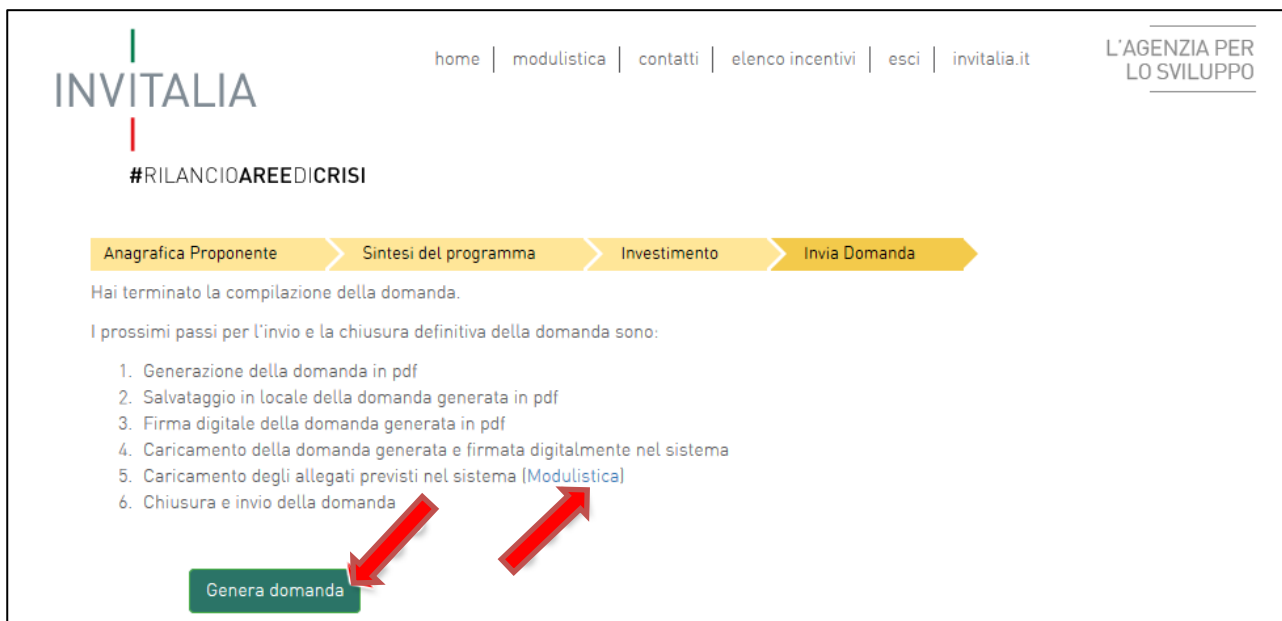 INVITALIA
home | modulistica | contatti | elenco incentivi | esci | invitalia.it
L'AGENZIA PER
LO SVILUPPO
#RILANCIOAREEDICRISI
Anagrafica Proponente
Sintesi del programma
Investimento
Invia Domanda
Hai terminato la compilazione della domanda.
I prossimi passi per l'invio e la chiusura definitiva della domanda sono:
1. Generazione della domanda in pdf
2. Salvataggio in locale della domanda generata in pdf
3. Firma digitale della domanda generata in pdf
4. Caricamento della domanda generata e firmata digitalmente nel sistema
5. Caricamento degli allegati previsti nel sistema (Modulistica)
6. Chiusura e invio della domanda
Genera domanda